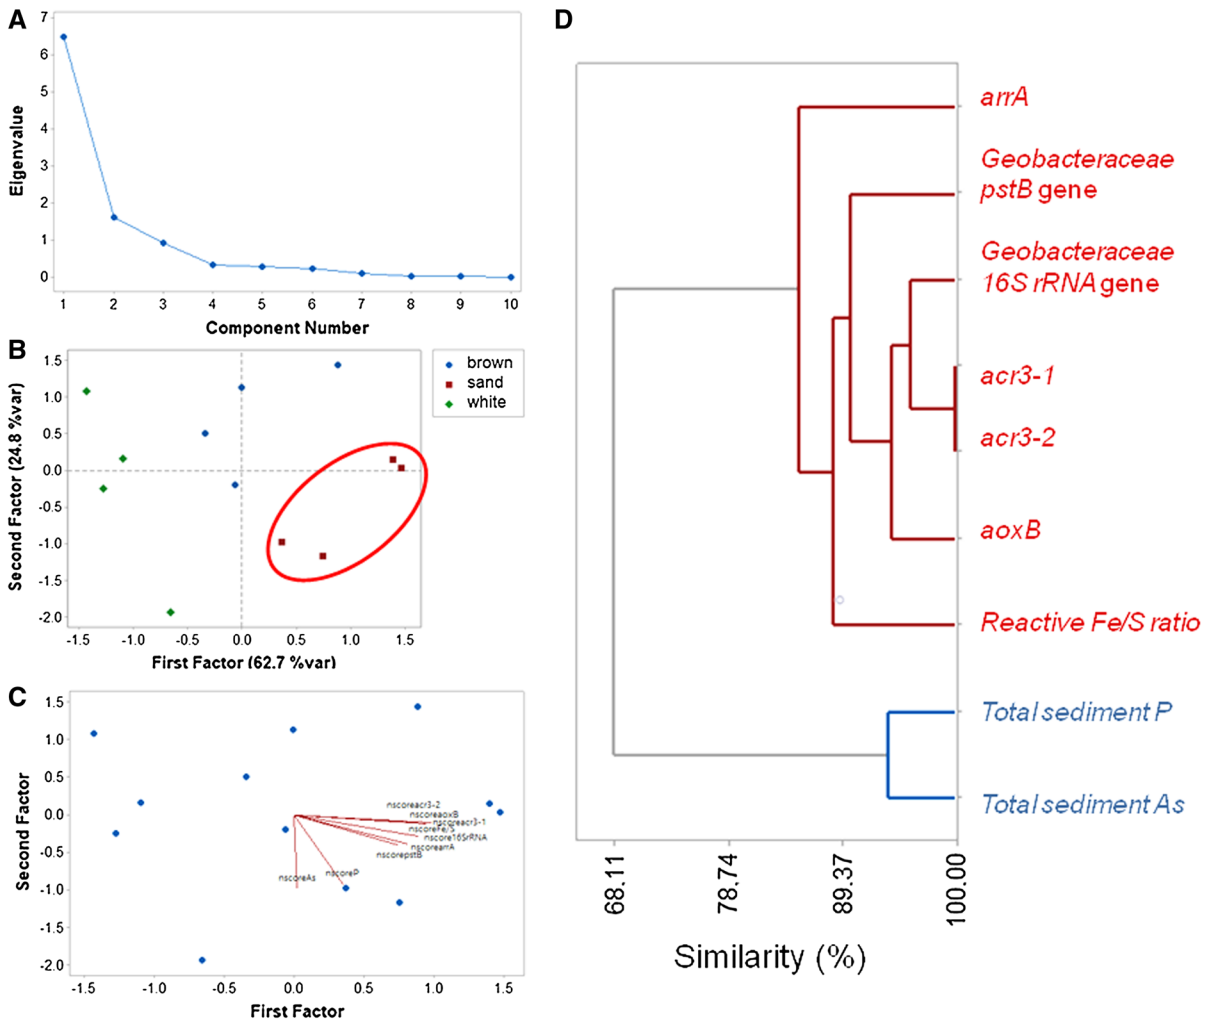 A
7
6
5
4
3
2
1
0
Eigenvalue
1 2 3 4 5 6 7 8 9 10
Component Number
B
1.5
1.0
0.5
0.0
-0.5
-1.0
-1.5
-2.0
Second Factor (24.8 %var)
-1.5 -1.0 -0.5 0.0 0.5 1.0 1.5
First Factor (62.7 %var)
brown
sand
white
C
1.5
1.0
0.5
0.0
-0.5
-1.0
-1.5
-2.0
Second Factor
nscoreacr3-2
nscoreaoxB
nscoreacr3-1
nscoreFe/S
nscore16SrRNA
nscorearrA
nscorepstB
nscoreP
nscoreAs
-1.5 -1.0 -0.5 0.0 0.5 1.0 1.5
First Factor
D
arrA
Geobacteraceae
pstB gene
Geobacteraceae
16S rRNA gene
acr3-1
acr3-2
aoxB
Reactive Fe/S ratio
Total sediment P
Total sediment As
68.11 78.74 89.37 100.00
Similarity (%)